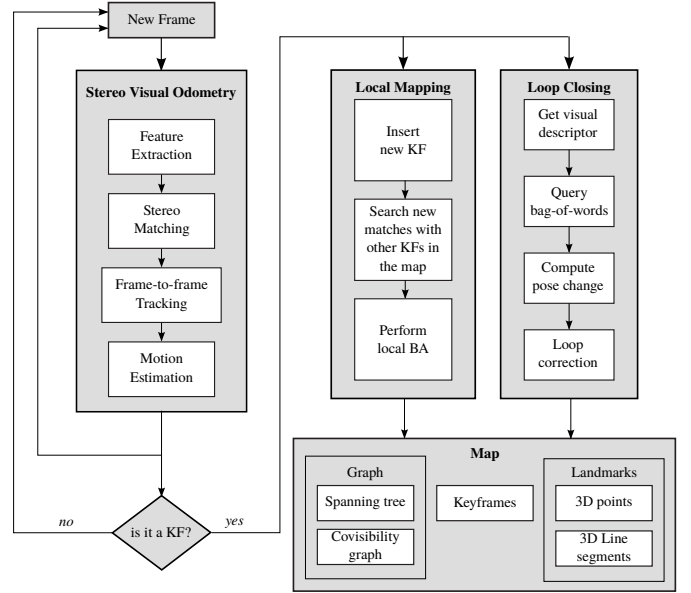 New Frame
Stereo Visual Odometry
Feature
Extraction
Stereo
Matching
Frame-to-frame
Tracking
Motion
Estimation
is it a KF?
no
yes
Local Mapping
Insert
new KF
Search new
matches with
other KFs in
the map
Perform
local BA
Loop Closing
Get visual
descriptor
Query
bag-of-words
Compute
pose change
Loop
correction
Map
Graph
Spanning tree
Covisibility
graph
Keyframes
Landmarks
3D points
3D Line
segments